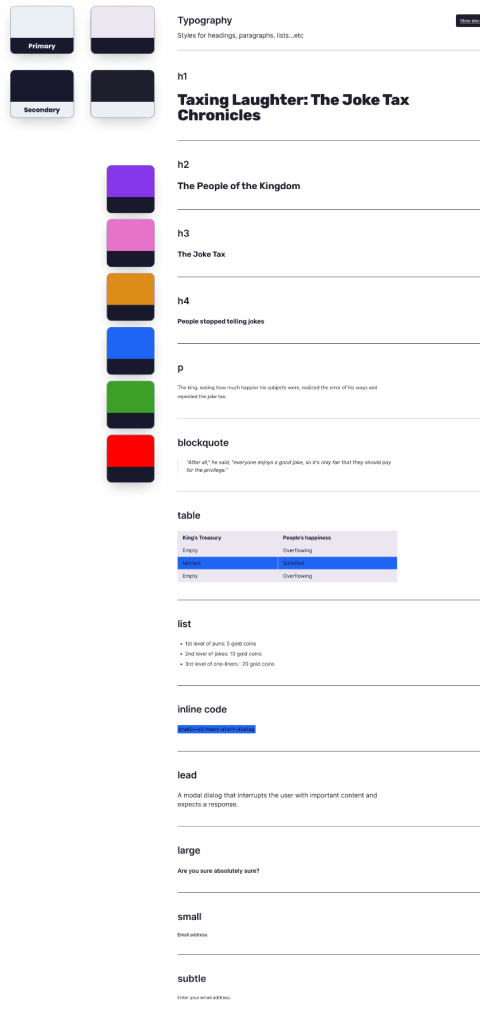 Primary
Secondary
Typography
Styles for headings, paragraphs, lists...etc
h1
Taxing Laughter: The Joke Tax
Chronicles
h2
The People of the Kingdom
h3
The Joke Tax
h4
People stopped telling jokes
p
The king, seeing how much happier his subjects were, realized the error of his ways and
repealed the joke tax.
blockquote
"After all," he said, "everyone enjoys a good joke, so it's only fair that they should pay
for the privilege."
table
King's Treasury People's happiness
Empty Overflowing
Modest Satisfied
Empty Overflowing
list
• 1st level of puns: 5 gold coins
• 2nd level of jokes: 10 gold coins
• 3rd level of one-liners : 20 gold coins
inline code
@radix-ui/react-alert-dialog
lead
A modal dialog that interrupts the user with important content and
expects a response.
large
Are you sure absolutely sure?
small
Email address
subtle
Enter your email address.